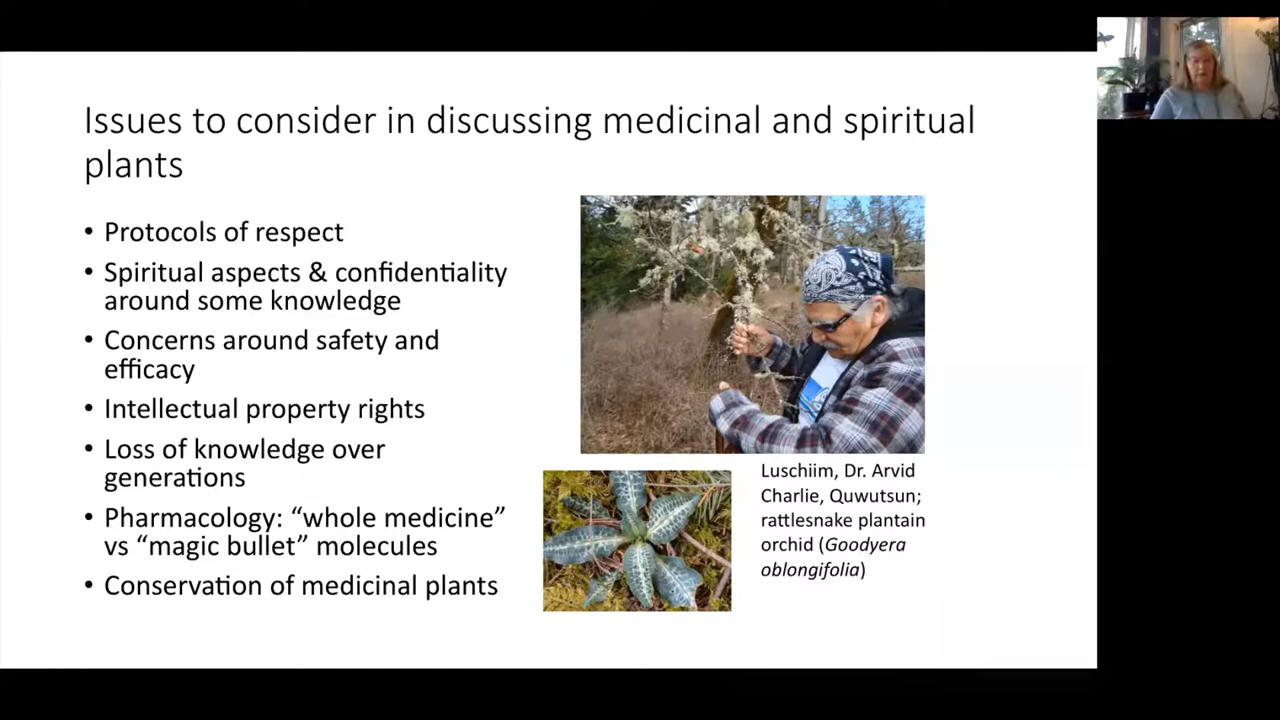 Issues to consider in discussing medicinal and spiritual
plants
• Protocols of respect
• Spiritual aspects & confidentiality
around some knowledge
• Concerns around safety and
efficacy
• Intellectual property rights
• Loss of knowledge over
generations
• Pharmacology: “whole medicine”
vs “magic bullet” molecules
• Conservation of medicinal plants
Luschiim, Dr. Arvid
Charlie, Quwutsun;
rattlesnake plantain
orchid (Goodyera
oblongifolia)